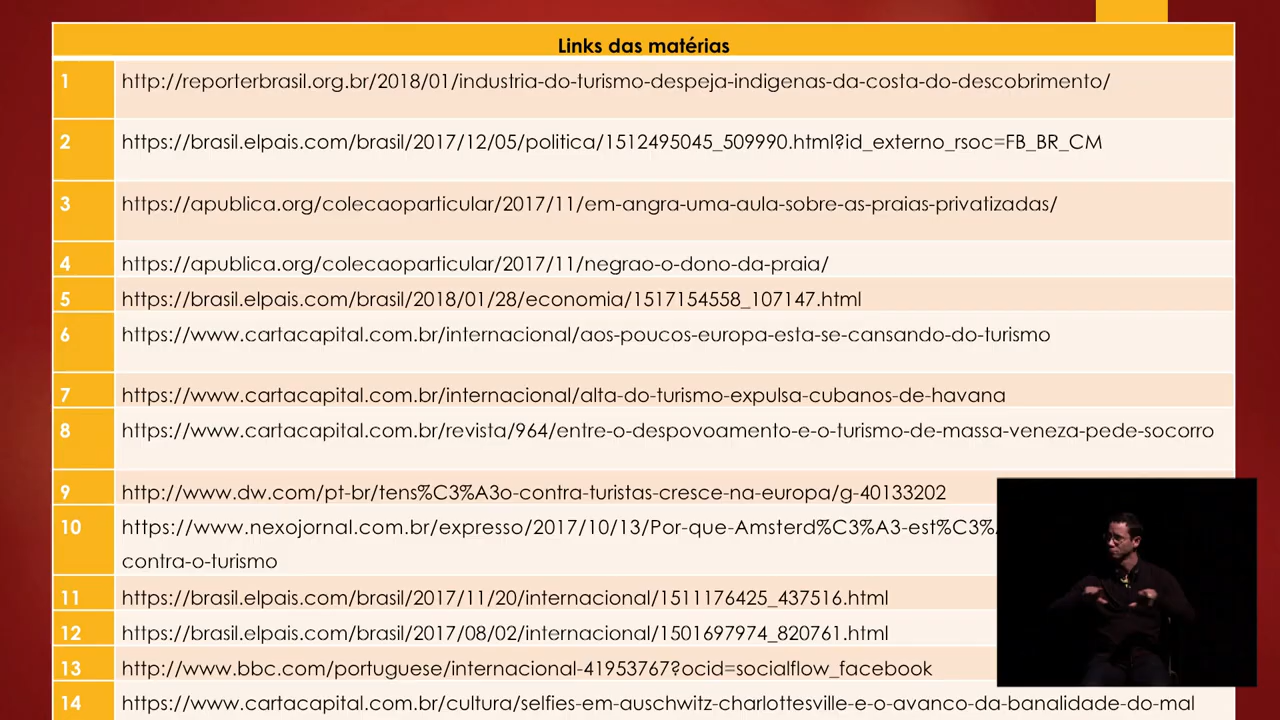 Links das matérias
1 http://reporterbrasil.org.br/2018/01/industria-do-turismo-despeja-indigenas-da-costa-do-descobrimento/
2 https://brasil.elpais.com/brasil/2017/12/05/politica/1512495045_509990.html?id_externo_rsoc=FB_BR_CM
3 https://apublica.org/colecaoparticular/2017/11/em-angra-uma-aula-sobre-as-praias-privatizadas/
4 https://apublica.org/colecaoparticular/2017/11/negrao-o-dono-da-praia/
5 https://brasil.elpais.com/brasil/2018/01/28/economia/1517154558_107147.html
6 https://www.cartacapital.com.br/internacional/aos-poucos-europa-esta-se-cansando-do-turismo
7 https://www.cartacapital.com.br/internacional/alta-do-turismo-expulsa-cubanos-de-havana
8 https://www.cartacapital.com.br/revista/964/entre-o-despovoamento-e-o-turismo-de-massa-veneza-pede-socorro
9 http://www.dw.com/pt-br/tens%C3%A3o-contra-turistas-cresce-na-europa/g-40133202
10 https://www.nexojornal.com.br/expresso/2017/10/13/Por-que-Amsterd%C3%A3-est%C3%
contra-o-turismo
11 https://brasil.elpais.com/brasil/2017/11/20/internacional/1511176425_437516.html
12 https://brasil.elpais.com/brasil/2017/08/02/internacional/1501697974_820761.html
13 http://www.bbc.com/portuguese/internacional-41953767?ocid=socialflow_facebook
14 https://www.cartacapital.com.br/cultura/selfies-em-auschwitz-charlottesville-e-o-avanco-da-banalidade-do-mal